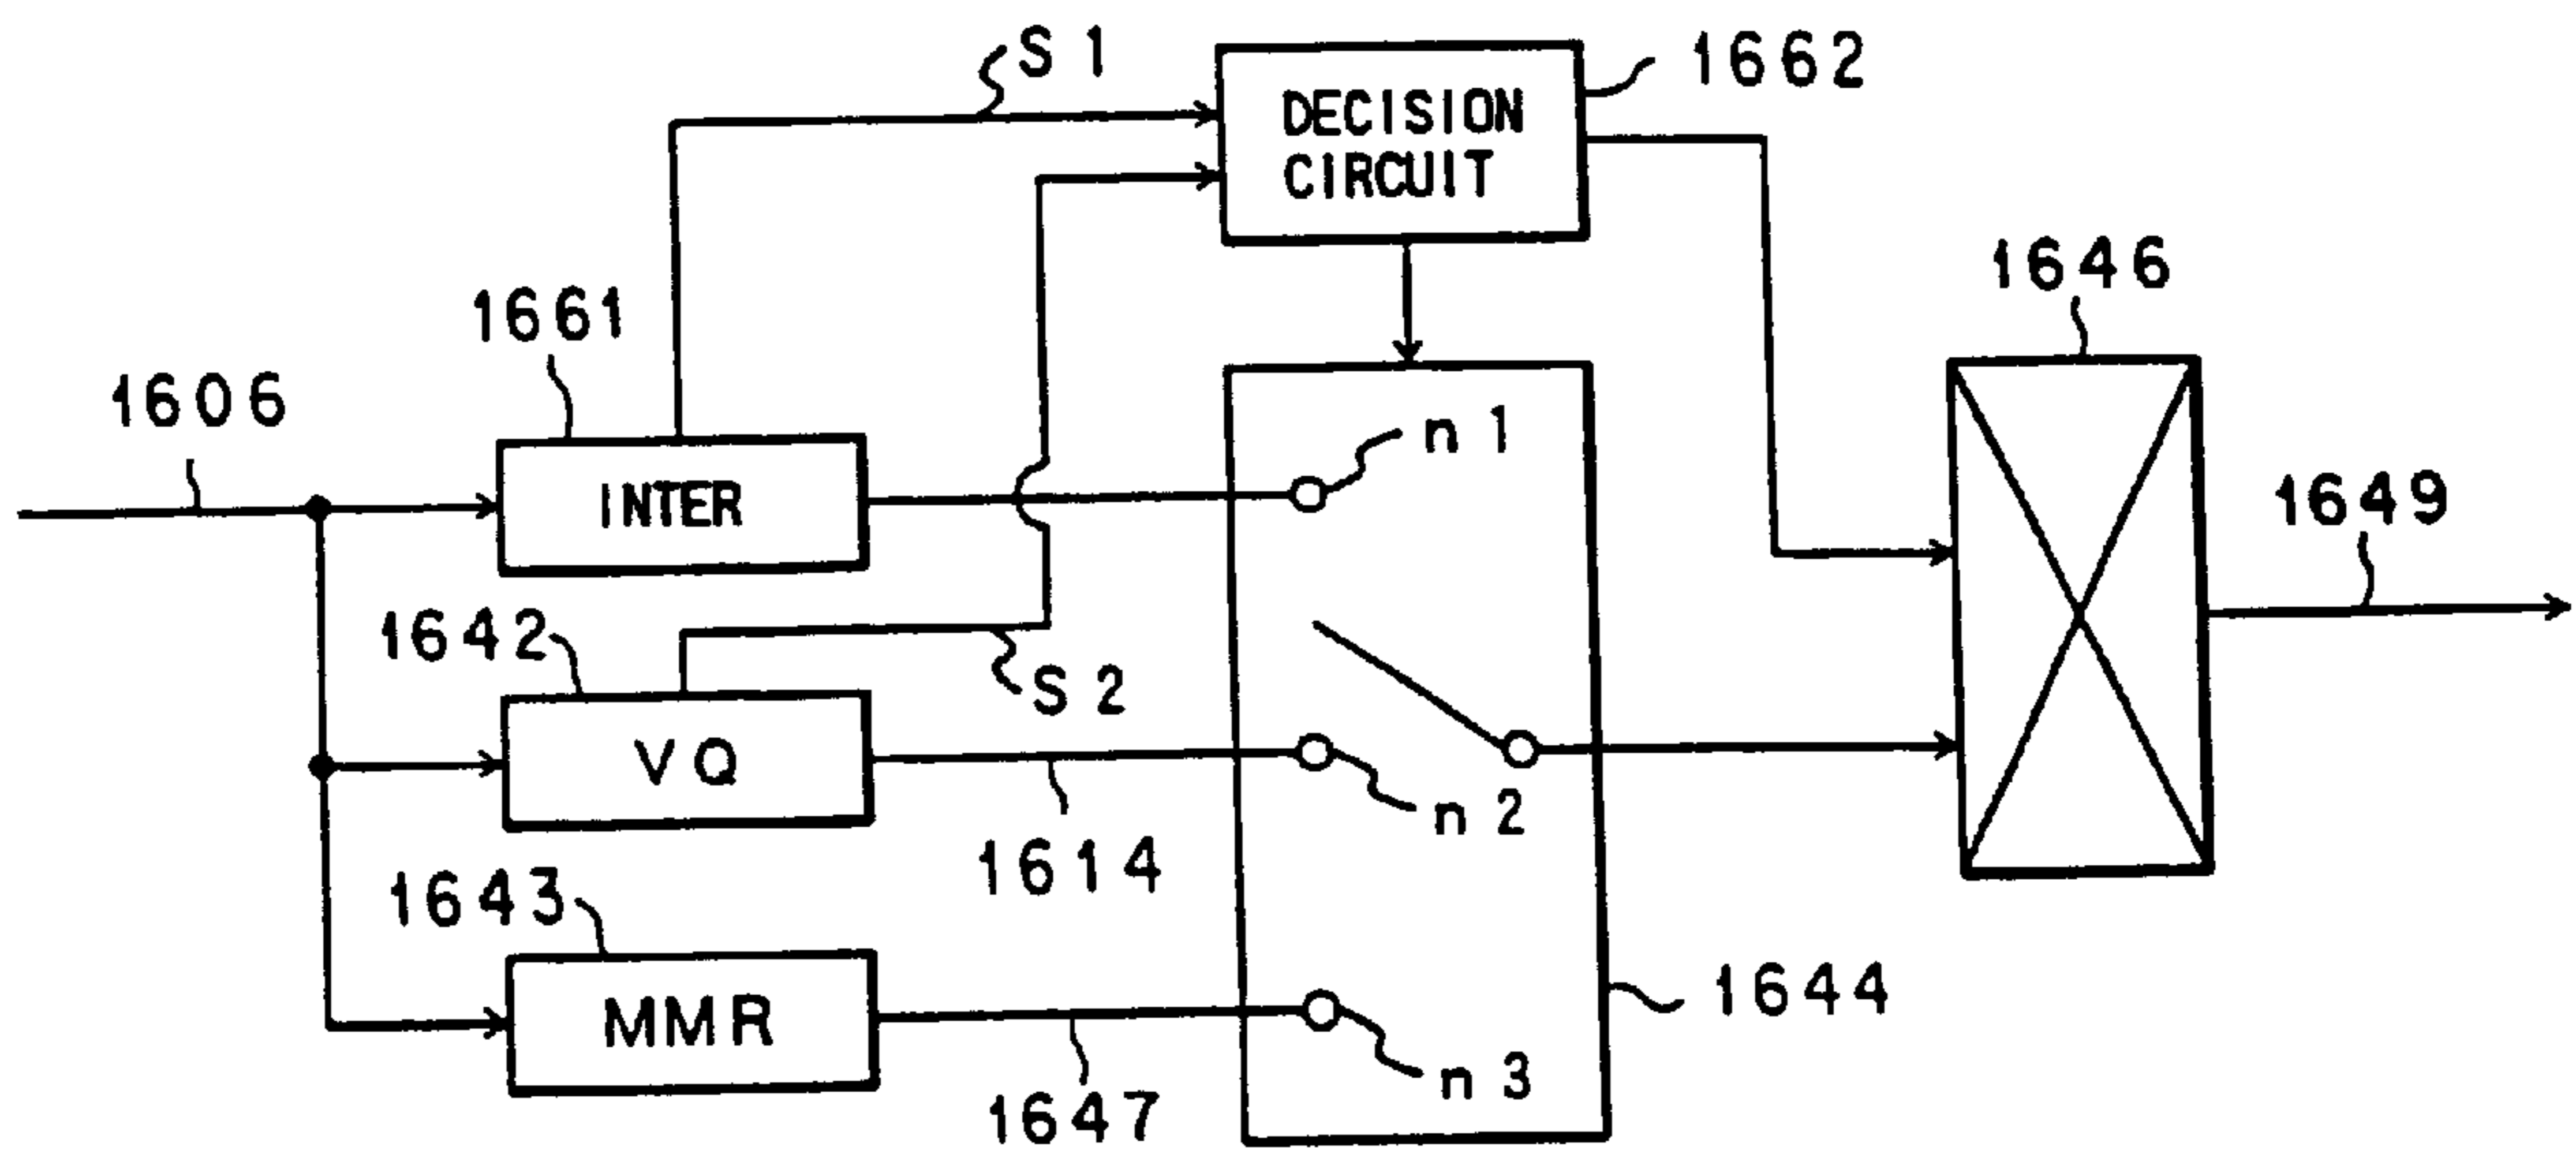 S1
1662
DECISION
CIRCUIT
1646
1661
1606
n1
INTER
1649
1642
S2
VQ
n2
1614
1643
1644
MMR
n3
1647